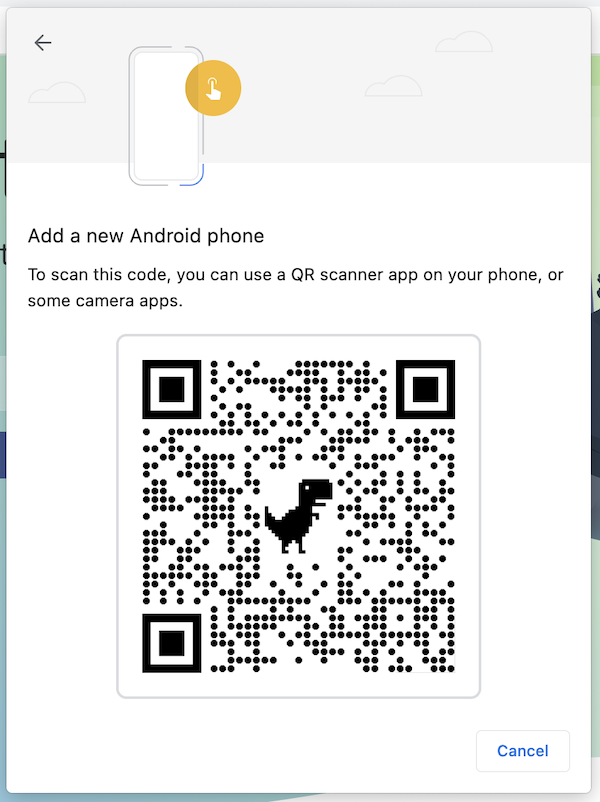 Add a new Android phone
To scan this code, you can use a QR scanner app on your phone, or
some camera apps.
Cancel